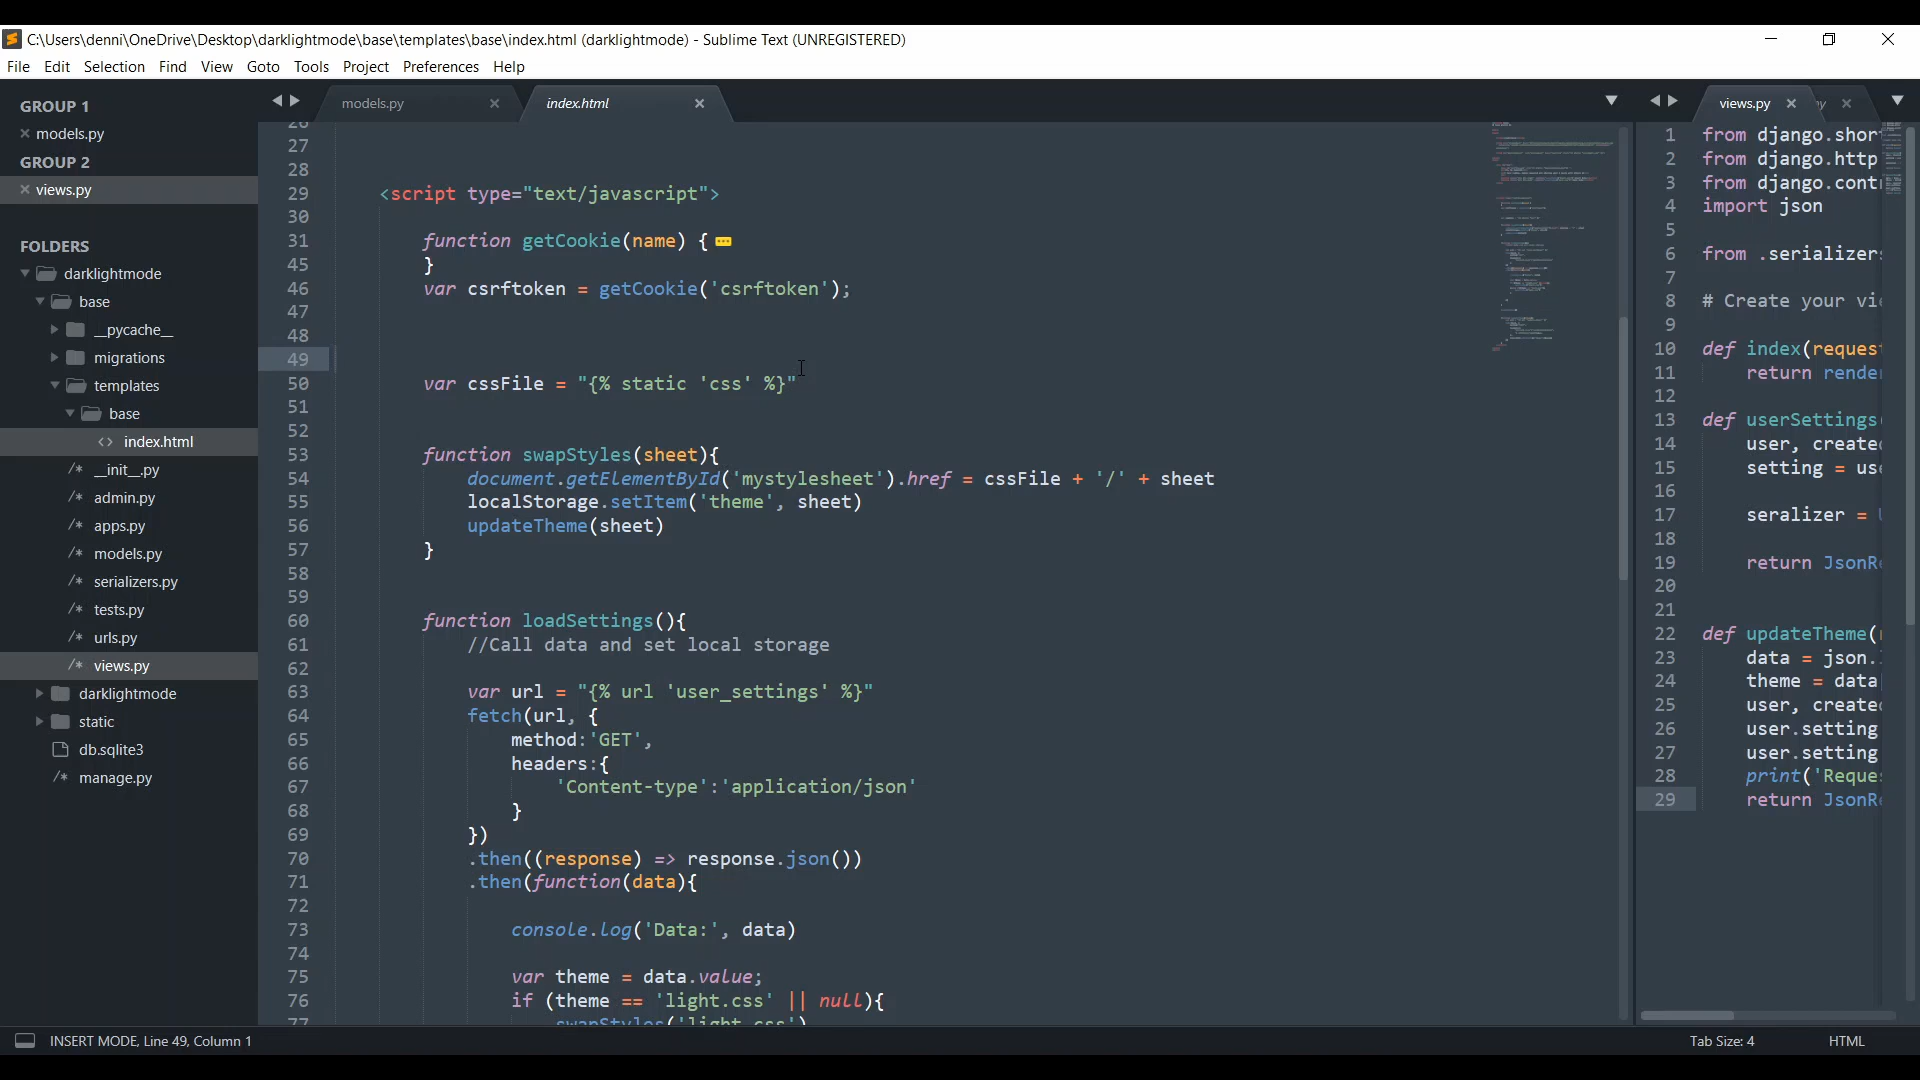 C:\Users\denni\OneDrive\Desktop\darklightmode\base\templates\base\index.html (darklightmode) - Sublime Text (UNREGISTERED)
File Edit Selection Find View Goto Tools Project Preferences Help
GROUP 1
models.py
GROUP 2
views.py
FOLDERS
darklightmode
base
__pycache__
migrations
templates
base
<> index.html
/* __init__.py
/* admin.py
/* apps.py
/* models.py
/* serializers.py
/* tests.py
/* urls.py
/* views.py
darklightmode
static
db.sqlite3
/* manage.py
models.py index.html
27
28
29 <script type="text/javascript">
30
31 function getCookie(name) {
45 }
46 var csrftoken = getCookie('csrftoken');
47
48
49
50 var cssFile = "{% static 'css' %}"
51
52
53 function swapStyles(sheet){
54 document.getElementById('mystylesheet').href = cssFile + '/' + sheet
55 localStorage.setItem('theme', sheet)
56 updateTheme(sheet)
57 }
58
59
60 function loadSettings(){
61 //Call data and set local storage
62
63 var url = "{% url 'user_settings' %}"
64 fetch(url, {
65 method:'GET',
66 headers:{
67 'Content-type':'application/json'
68 }
69 })
70 .then((response) => response.json())
71 .then(function(data){
72
73 console.log('Data:', data)
74
75 var theme = data.value;
76 if (theme == 'light.css' || null){
77 swapStyles('light.css')
views.py
1 from django.shor
2 from django.http
3 from django.cont
4 import json
5
6 from .serializer
7
8 # Create your vi
9
10 def index(reques
11 return rende
12
13 def userSettings
14 user, create
15 setting = us
16
17 seralizer =
18
19 return JsonR
20
21
22 def updateTheme(
23 data = json.
24 theme = data
25 user, create
26 user.setting
27 user.setting
28 print('Reque
29 return JsonR
INSERT MODE, Line 49, Column 1
Tab Size: 4 HTML